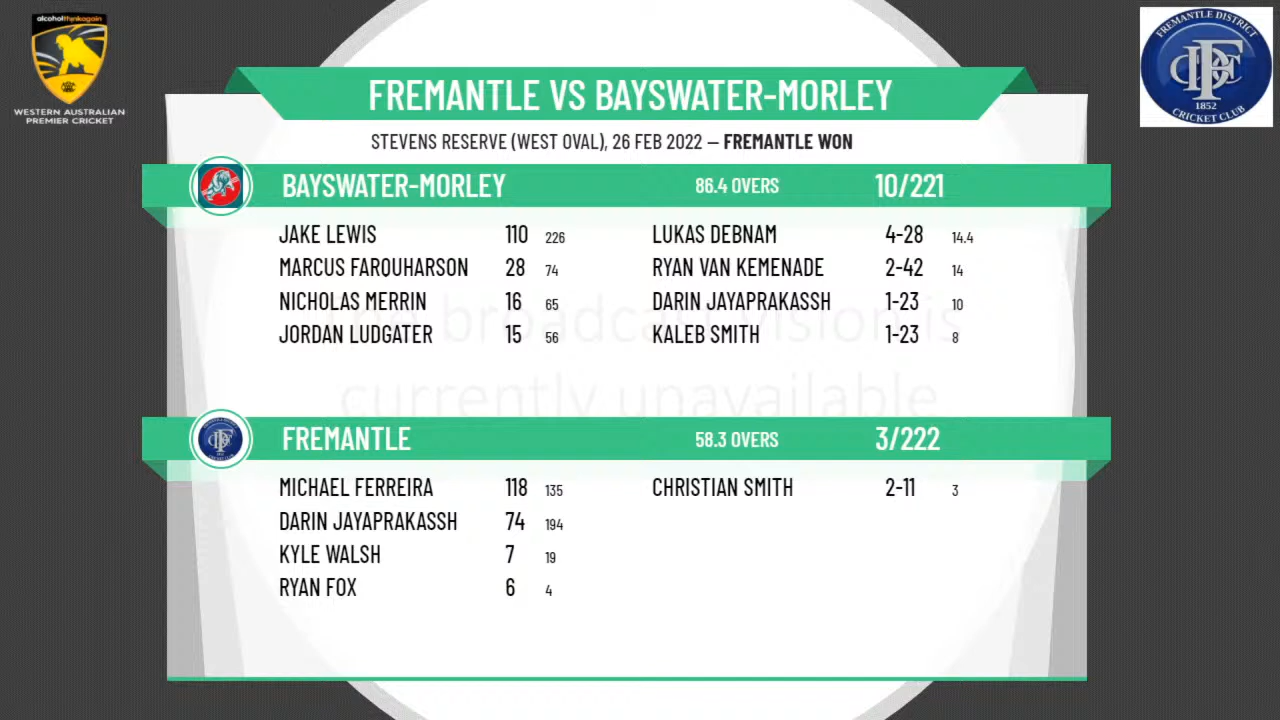 alcoholthinkagain
WESTERN AUSTRALIAN
PREMIER CRICKET
FREMANTLE DISTRICT
1852
CRICKET CLUB
FREMANTLE VS BAYSWATER-MORLEY
STEVENS RESERVE (WEST OVAL), 26 FEB 2022 – FREMANTLE WON
BAYSWATER-MORLEY 86.4 OVERS 10/221
JAKE LEWIS 110 226 LUKAS DEBNAM 4-28 14.4
MARCUS FARQUHARSON 28 74 RYAN VAN KEMENADE 2-42 14
NICHOLAS MERRIN 16 65 DARIN JAYAPRAKASSH 1-23 10
JORDAN LUDGATER 15 56 KALEB SMITH 1-23 8
broadcast vision is
currently unavailable
FREMANTLE 58.3 OVERS 3/222
MICHAEL FERREIRA 118 135 CHRISTIAN SMITH 2-11 3
DARIN JAYAPRAKASSH 74 194
KYLE WALSH 7 19
RYAN FOX 6 4